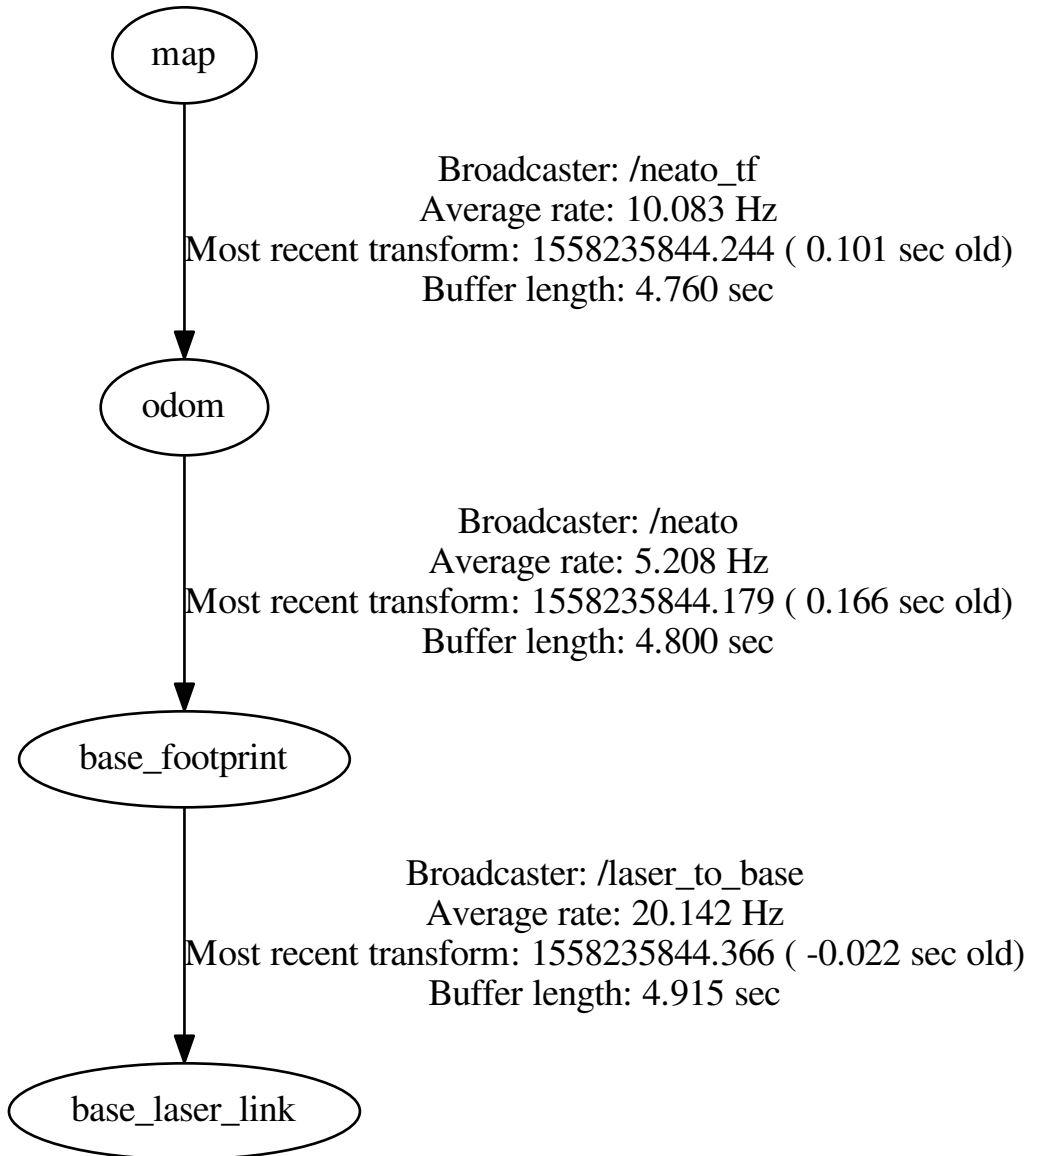 map
Broadcaster: /neato_tf
Average rate: 10.083 Hz
Most recent transform: 1558235844.244 ( 0.101 sec old)
Buffer length: 4.760 sec
odom
Broadcaster: /neato
Average rate: 5.208 Hz
Most recent transform: 1558235844.179 ( 0.166 sec old)
Buffer length: 4.800 sec
base_footprint
Broadcaster: /laser_to_base
Average rate: 20.142 Hz
Most recent transform: 1558235844.366 ( -0.022 sec old)
Buffer length: 4.915 sec
base_laser_link